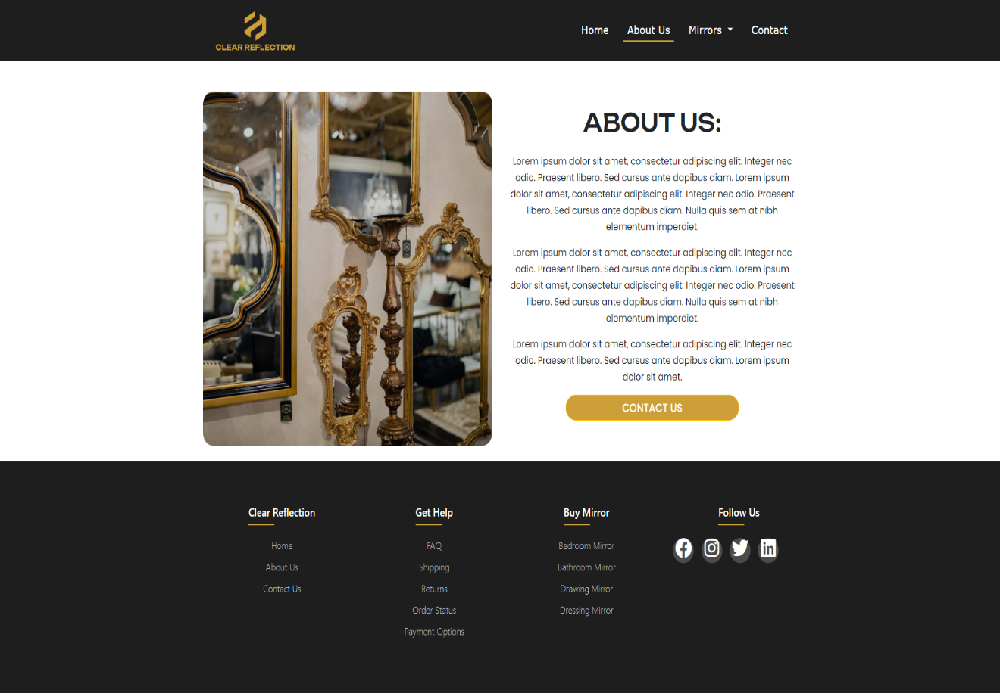 CLEAR REFLECTION
Home About Us Mirrors Contact
ABOUT US:
Lorem ipsum dolor sit amet, consectetur adipiscing elit. Integer nec
odio. Praesent libero. Sed cursus ante dapibus diam. Lorem ipsum
dolor sit amet, consectetur adipiscing elit. Integer nec odio. Praesent
libero. Sed cursus ante dapibus diam. Nulla quis sem at nibh
elementum imperdiet.
Lorem ipsum dolor sit amet, consectetur adipiscing elit. Integer nec
odio. Praesent libero. Sed cursus ante dapibus diam. Lorem ipsum
dolor sit amet, consectetur adipiscing elit. Integer nec odio. Praesent
libero. Sed cursus ante dapibus diam. Nulla quis sem at nibh
elementum imperdiet.
Lorem ipsum dolor sit amet, consectetur adipiscing elit. Integer nec
odio. Praesent libero. Sed cursus ante dapibus diam. Lorem ipsum
dolor sit amet.
CONTACT US
Clear Reflection
Home
About Us
Contact Us
Get Help
FAQ
Shipping
Returns
Order Status
Payment Options
Buy Mirror
Bedroom Mirror
Bathroom Mirror
Drawing Mirror
Dressing Mirror
Follow Us